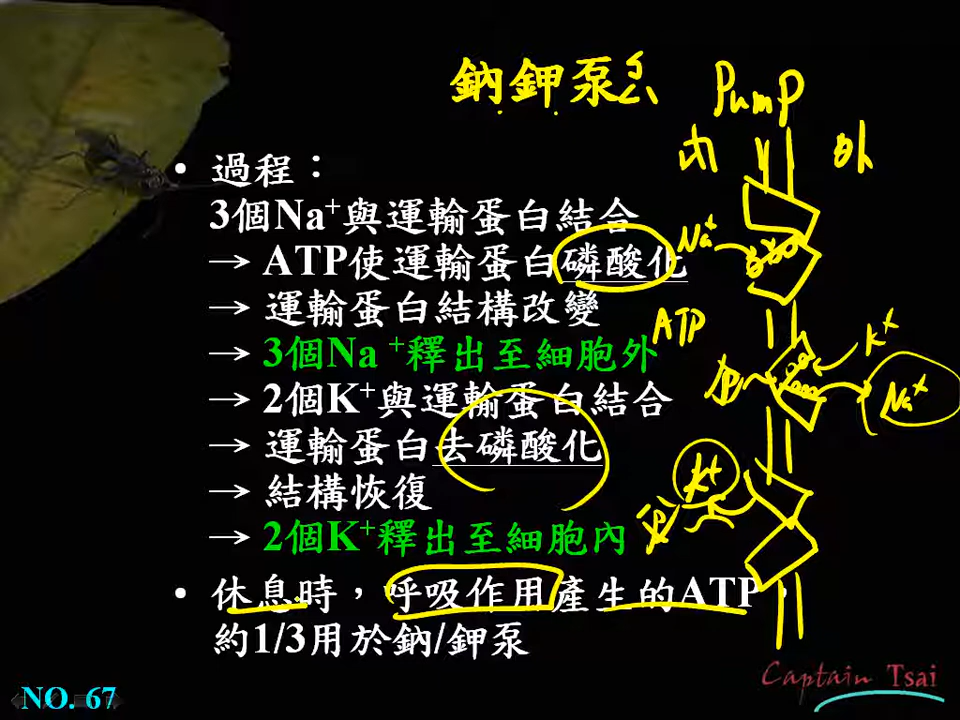 鈉鉀泵ㄅㄥˋ Pump
內 外
• 過程：
3個Na⁺與運輸蛋白結合
→ ATP使運輸蛋白磷酸化
→ 運輸蛋白結構改變
→ 3個Na ⁺釋出至細胞外
→ 2個K⁺與運輸蛋白結合
→ 運輸蛋白去磷酸化
→ 結構恢復
→ 2個K⁺釋出至細胞內
• 休息時，呼吸作用產生的ATP，
約1/3用於鈉/鉀泵
Na⁺
ATP
K⁺
Na⁺
K⁺
Captain Tsai
NO. 67